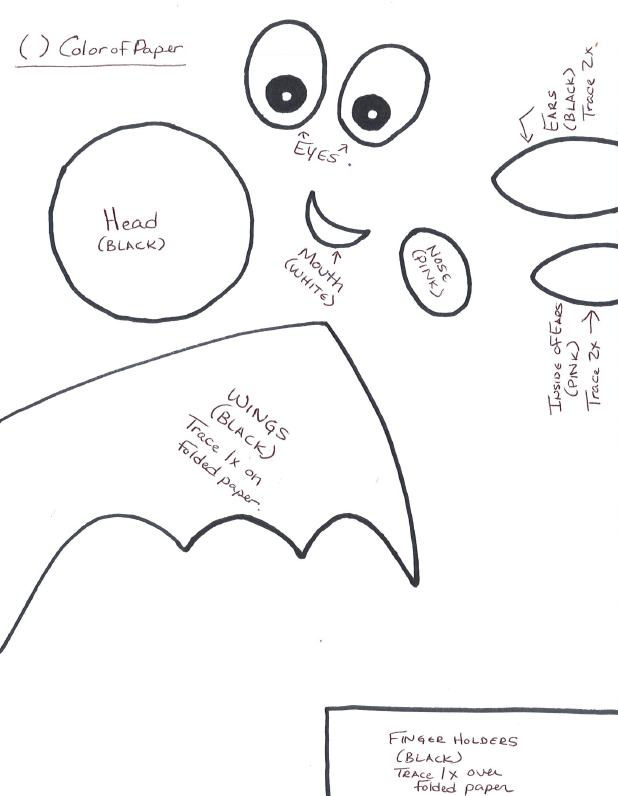 ( ) Color of Paper
EYES.
EARS
(BLACK)
Trace 2x.
Head
(BLACK)
Mouth
(WHITE)
NOSE
(PINK)
INSIDE OF EARS
(PINK)
Trace 2x
WINGS
(BLACK)
Trace 1x on
folded paper.
FINGER HOLDERS
(BLACK)
TRACE 1x over
folded paper